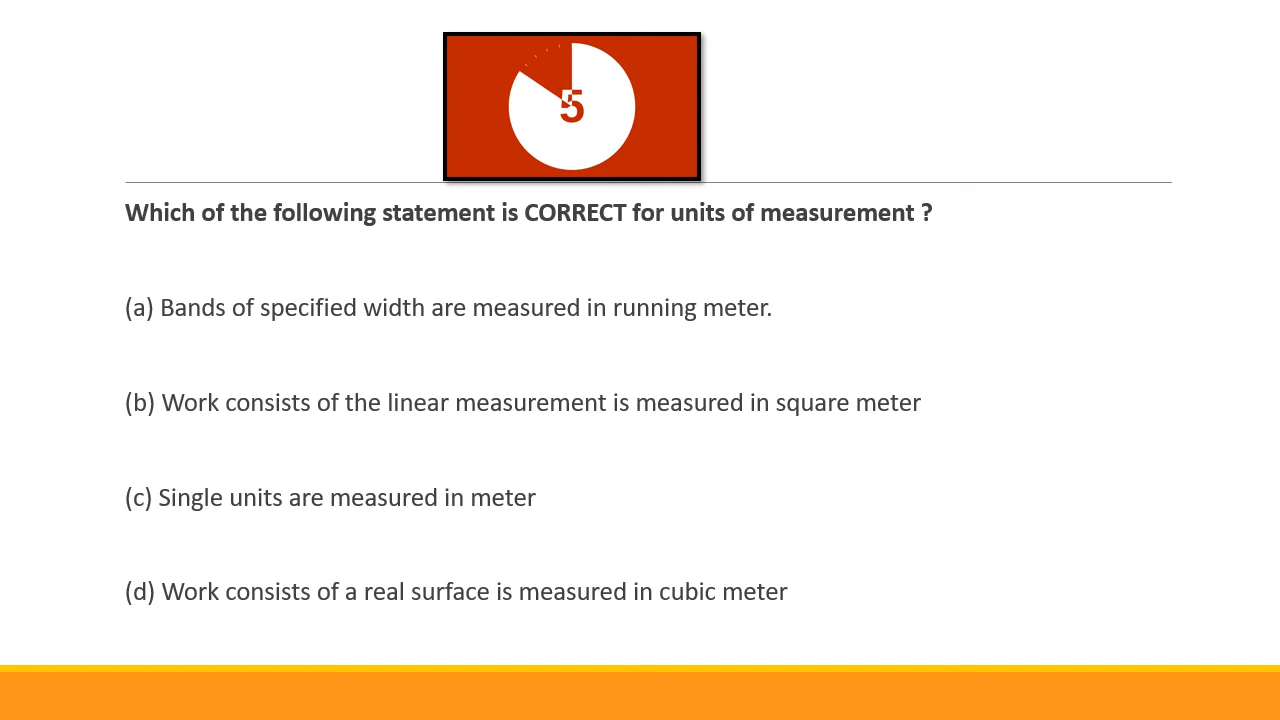 5
Which of the following statement is CORRECT for units of measurement ?
(a) Bands of specified width are measured in running meter.
(b) Work consists of the linear measurement is measured in square meter
(c) Single units are measured in meter
(d) Work consists of a real surface is measured in cubic meter